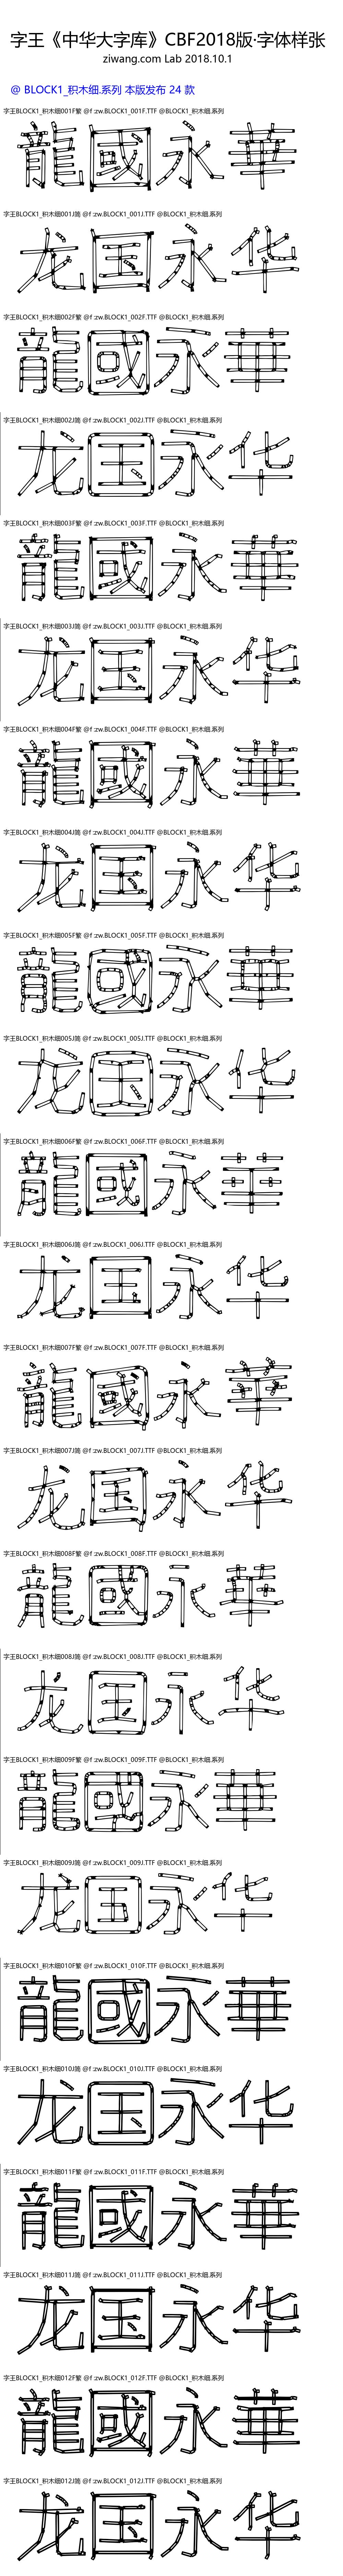 字王《中华大字库》CBF2018版·字体样张
ziwang.com Lab 2018.10.1
@ BLOCK1_积木细.系列 本版发布 24 款
字王BLOCK1_积木细001F繁 @f :zw.BLOCK1_001F.TTF @BLOCK1_积木细.系列
龍國永華
字王BLOCK1_积木细001J简 @f :zw.BLOCK1_001J.TTF @BLOCK1_积木细.系列
龙国永华
字王BLOCK1_积木细002F繁 @f :zw.BLOCK1_002F.TTF @BLOCK1_积木细.系列
龍國永華
字王BLOCK1_积木细002J简 @f :zw.BLOCK1_002J.TTF @BLOCK1_积木细.系列
龙国永华
字王BLOCK1_积木细003F繁 @f :zw.BLOCK1_003F.TTF @BLOCK1_积木细.系列
龍國永華
字王BLOCK1_积木细003J简 @f :zw.BLOCK1_003J.TTF @BLOCK1_积木细.系列
龙国永华
字王BLOCK1_积木细004F繁 @f :zw.BLOCK1_004F.TTF @BLOCK1_积木细.系列
龍國永華
字王BLOCK1_积木细004J简 @f :zw.BLOCK1_004J.TTF @BLOCK1_积木细.系列
龙国永华
字王BLOCK1_积木细005F繁 @f :zw.BLOCK1_005F.TTF @BLOCK1_积木细.系列
龍國永華
字王BLOCK1_积木细005J简 @f :zw.BLOCK1_005J.TTF @BLOCK1_积木细.系列
龙国永华
字王BLOCK1_积木细006F繁 @f :zw.BLOCK1_006F.TTF @BLOCK1_积木细.系列
龍國永華
字王BLOCK1_积木细006J简 @f :zw.BLOCK1_006J.TTF @BLOCK1_积木细.系列
龙国永华
字王BLOCK1_积木细007F繁 @f :zw.BLOCK1_007F.TTF @BLOCK1_积木细.系列
龍國永華
字王BLOCK1_积木细007J简 @f :zw.BLOCK1_007J.TTF @BLOCK1_积木细.系列
龙国永华
字王BLOCK1_积木细008F繁 @f :zw.BLOCK1_008F.TTF @BLOCK1_积木细.系列
龍國永華
字王BLOCK1_积木细008J简 @f :zw.BLOCK1_008J.TTF @BLOCK1_积木细.系列
龙国永华
字王BLOCK1_积木细009F繁 @f :zw.BLOCK1_009F.TTF @BLOCK1_积木细.系列
龍國永華
字王BLOCK1_积木细009J简 @f :zw.BLOCK1_009J.TTF @BLOCK1_积木细.系列
龙国永华
字王BLOCK1_积木细010F繁 @f :zw.BLOCK1_010F.TTF @BLOCK1_积木细.系列
龍國永華
字王BLOCK1_积木细010J简 @f :zw.BLOCK1_010J.TTF @BLOCK1_积木细.系列
龙国永华
字王BLOCK1_积木细011F繁 @f :zw.BLOCK1_011F.TTF @BLOCK1_积木细.系列
龍國永華
字王BLOCK1_积木细011J简 @f :zw.BLOCK1_011J.TTF @BLOCK1_积木细.系列
龙国永华
字王BLOCK1_积木细012F繁 @f :zw.BLOCK1_012F.TTF @BLOCK1_积木细.系列
龍國永華
字王BLOCK1_积木细012J简 @f :zw.BLOCK1_012J.TTF @BLOCK1_积木细.系列
龙国永华